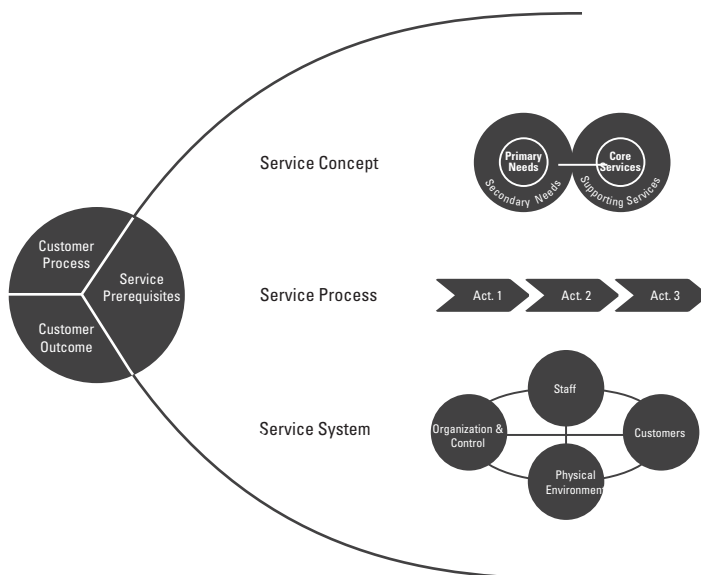 Service Concept
Primary
Needs
Secondary Needs
Core
Services
Supporting Services
Customer
Process
Service
Prerequisites
Customer
Outcome
Service Process
Act. 1
Act. 2
Act. 3
Service System
Staff
Organization &
Control
Customers
Physical
Environment